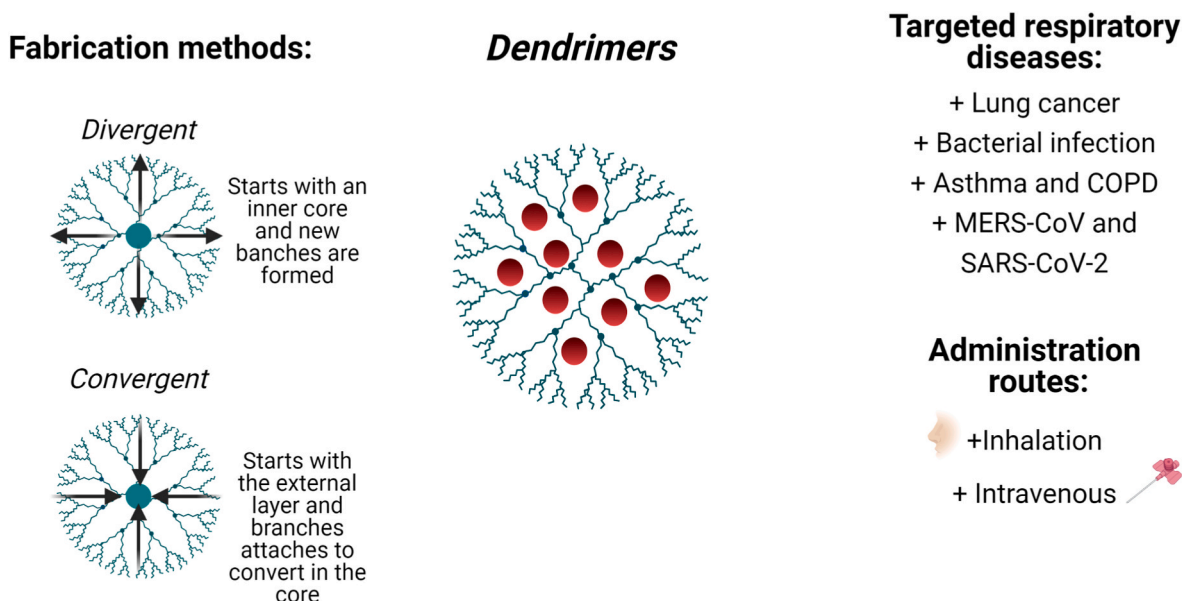 Fabrication methods:
Divergent
Starts with an
inner core
and new
banches are
formed
Convergent
Starts with
the external
layer and
branches
attaches to
convert in the
core
Dendrimers
Targeted respiratory
diseases:
+ Lung cancer
+ Bacterial infection
+ Asthma and COPD
+ MERS-CoV and
SARS-CoV-2
Administration
routes:
+Inhalation
+ Intravenous